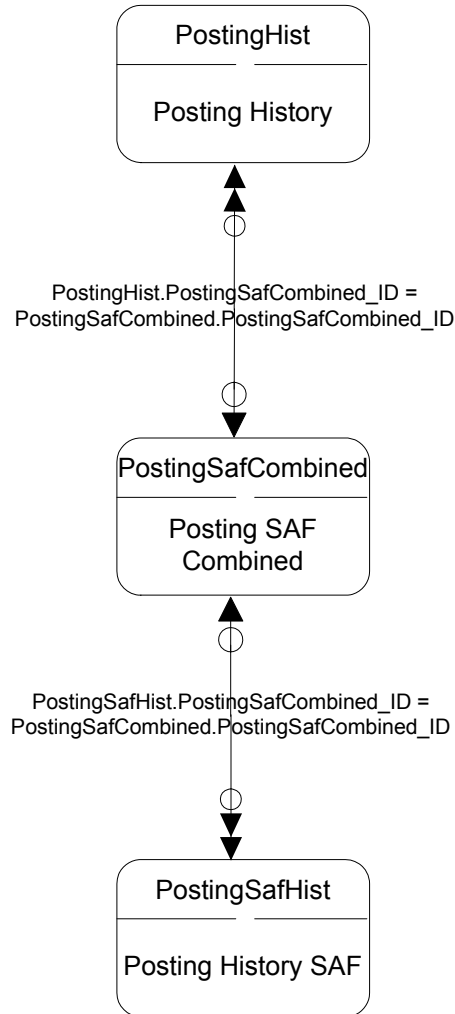 PostingHist
Posting History
PostingHist.PostingSafCombined_ID =
PostingSafCombined.PostingSafCombined_ID
PostingSafCombined
Posting SAF
Combined
PostingSafHist.PostingSafCombined_ID =
PostingSafCombined.PostingSafCombined_ID
PostingSafHist
Posting History SAF